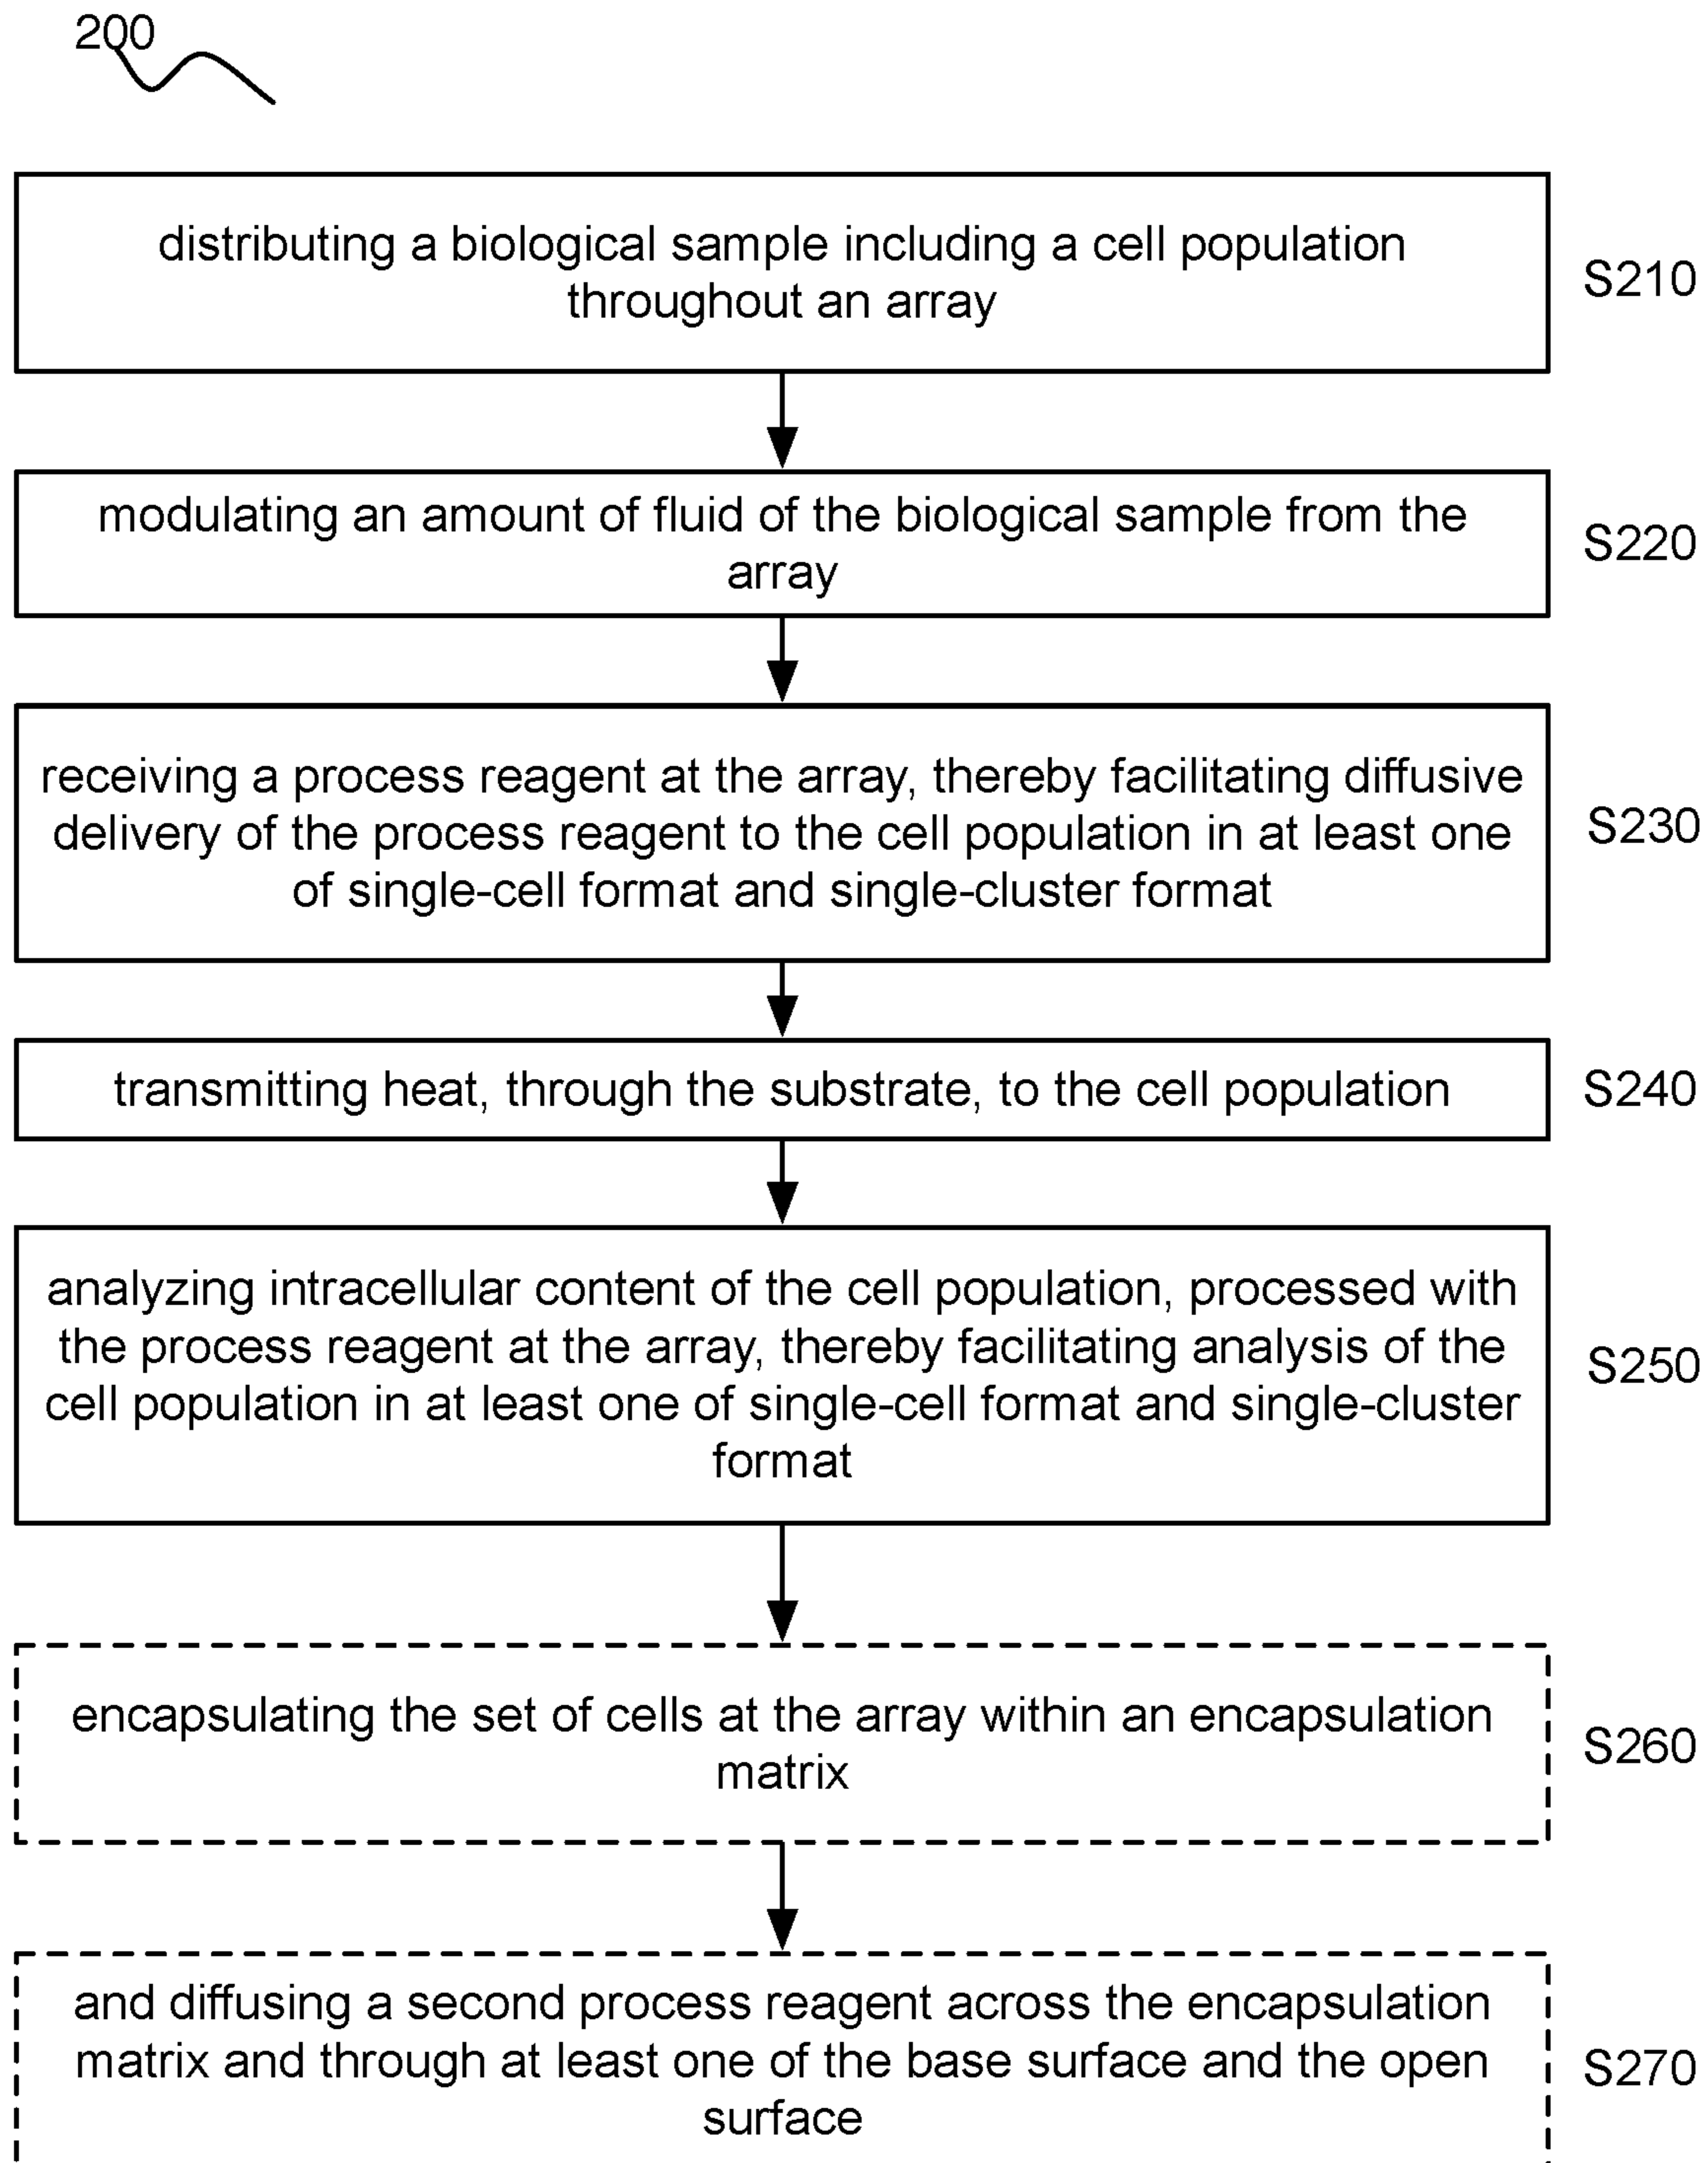 200
distributing a biological sample including a cell population
throughout an array
S210
modulating an amount of fluid of the biological sample from the
array
S220
receiving a process reagent at the array, thereby facilitating diffusive
delivery of the process reagent to the cell population in at least one
of single-cell format and single-cluster format
S230
transmitting heat, through the substrate, to the cell population
S240
analyzing intracellular content of the cell population, processed with
the process reagent at the array, thereby facilitating analysis of the
cell population in at least one of single-cell format and single-cluster
format
S250
encapsulating the set of cells at the array within an encapsulation
matrix
S260
and diffusing a second process reagent across the encapsulation
matrix and through at least one of the base surface and the open
surface
S270